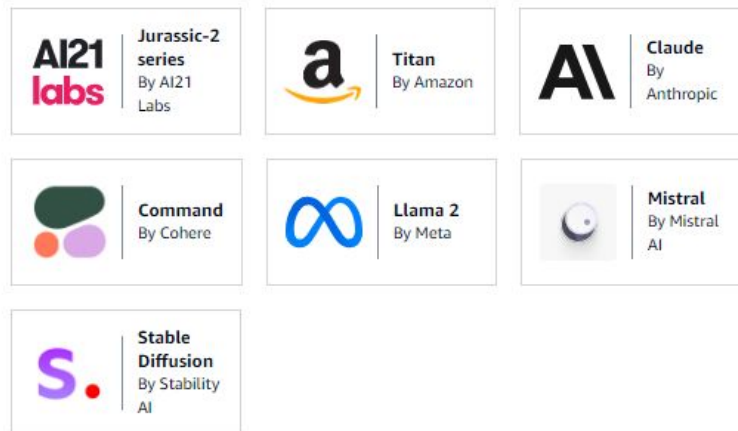 AI21
labs
Jurassic-2
series
By AI21
Labs
a
Titan
By Amazon
A\
Claude
By
Anthropic
Command
By Cohere
Llama 2
By Meta
Mistral
By Mistral
AI
S.
Stable
Diffusion
By Stability
AI